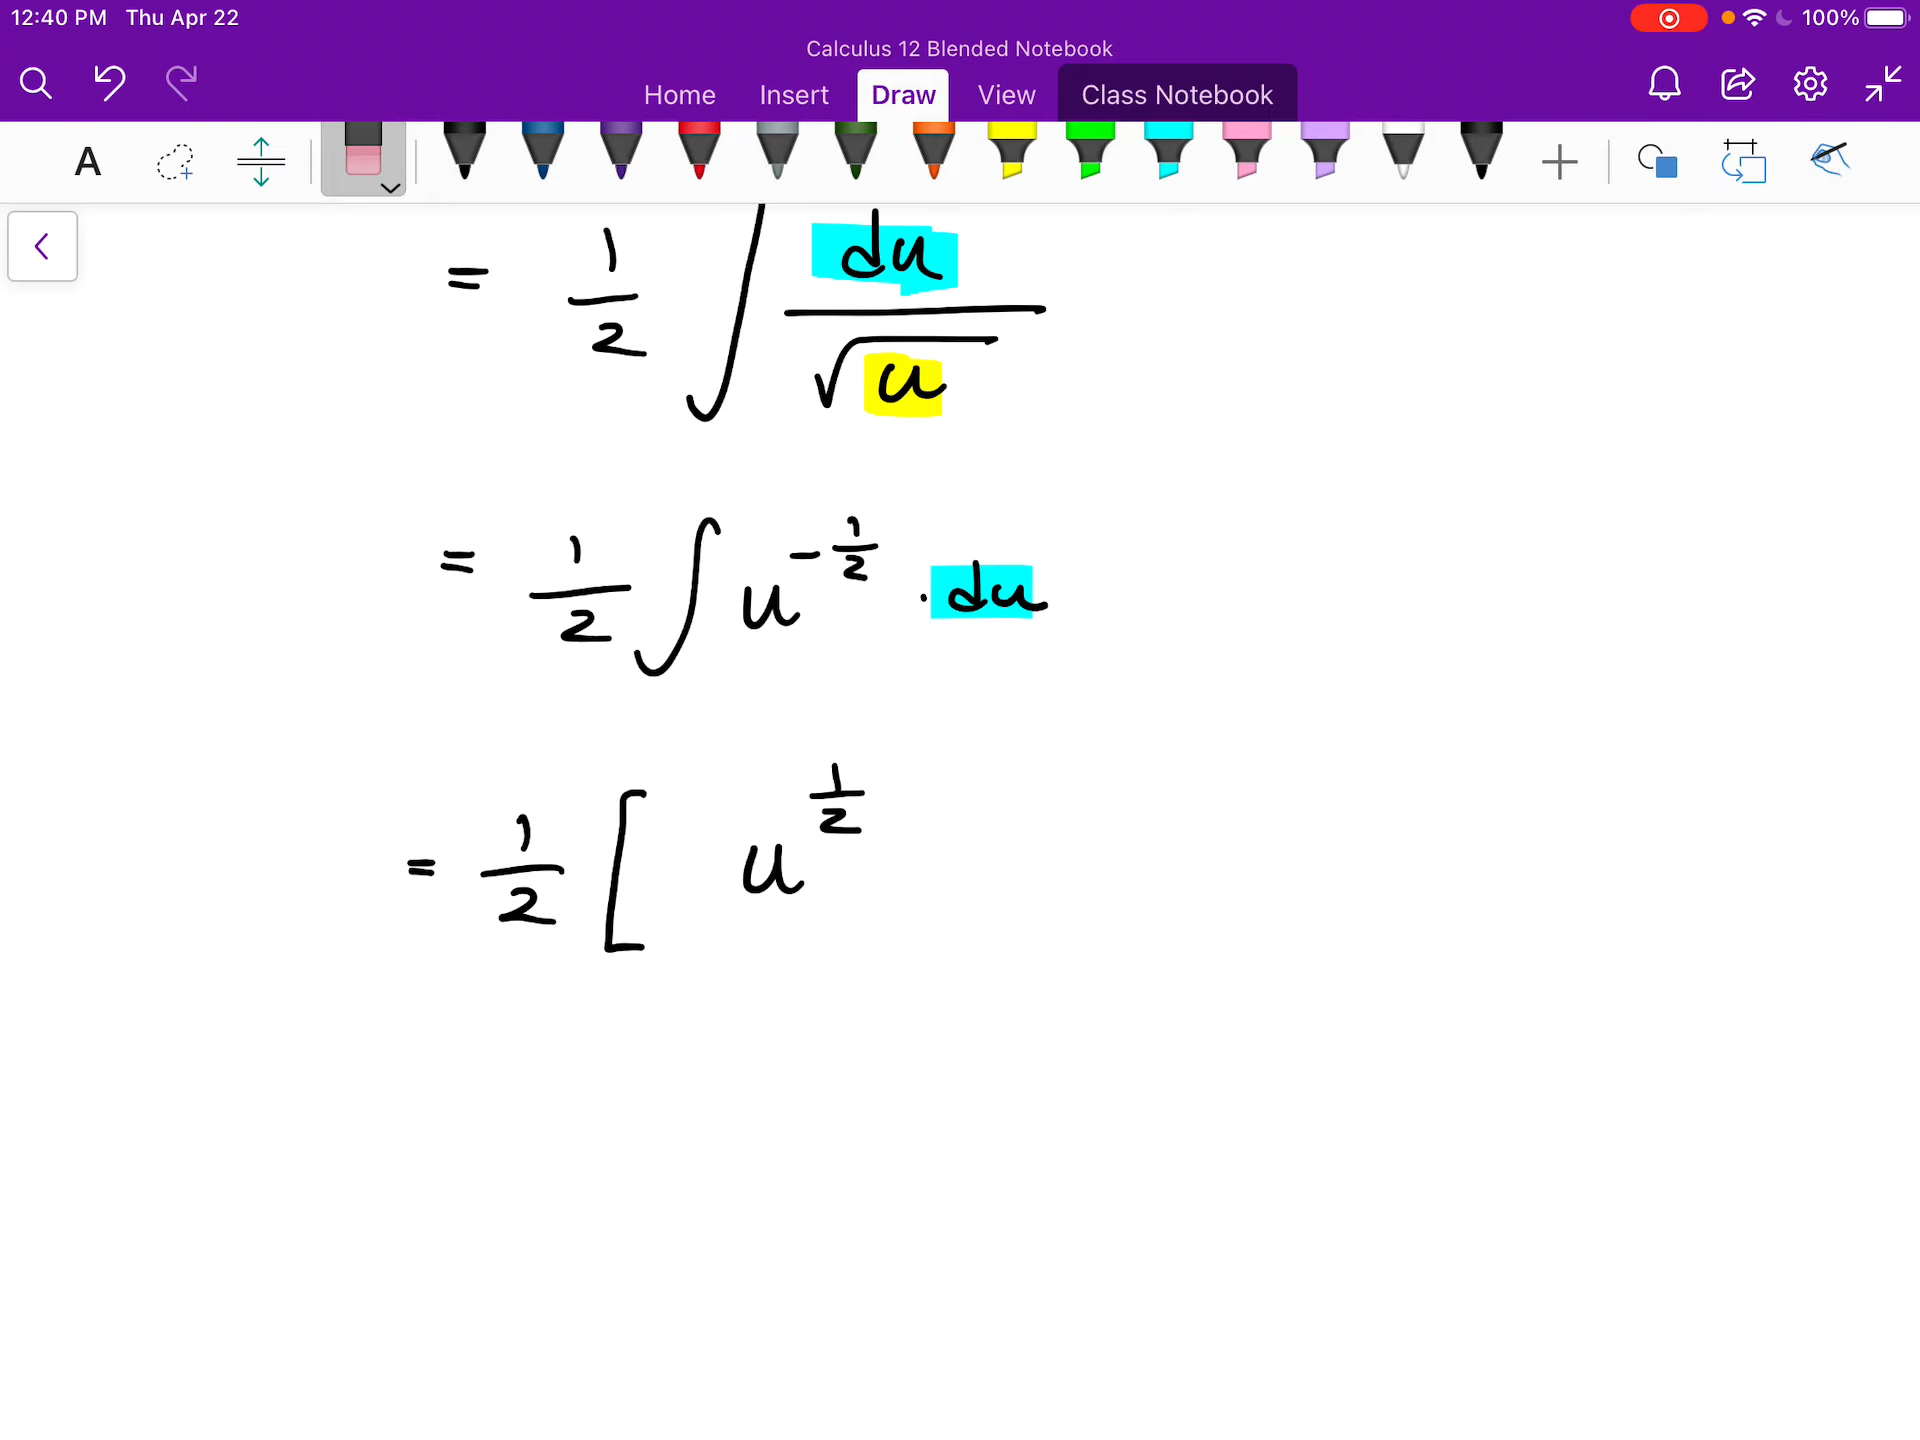 12:40 PM Thu Apr 22 100%
Calculus 12 Blended Notebook
Home Insert Draw View Class Notebook
A
= 1/2 ∫ du/√u
= 1/2 ∫ u^(-1/2) · du
= 1/2 [ u^(1/2)